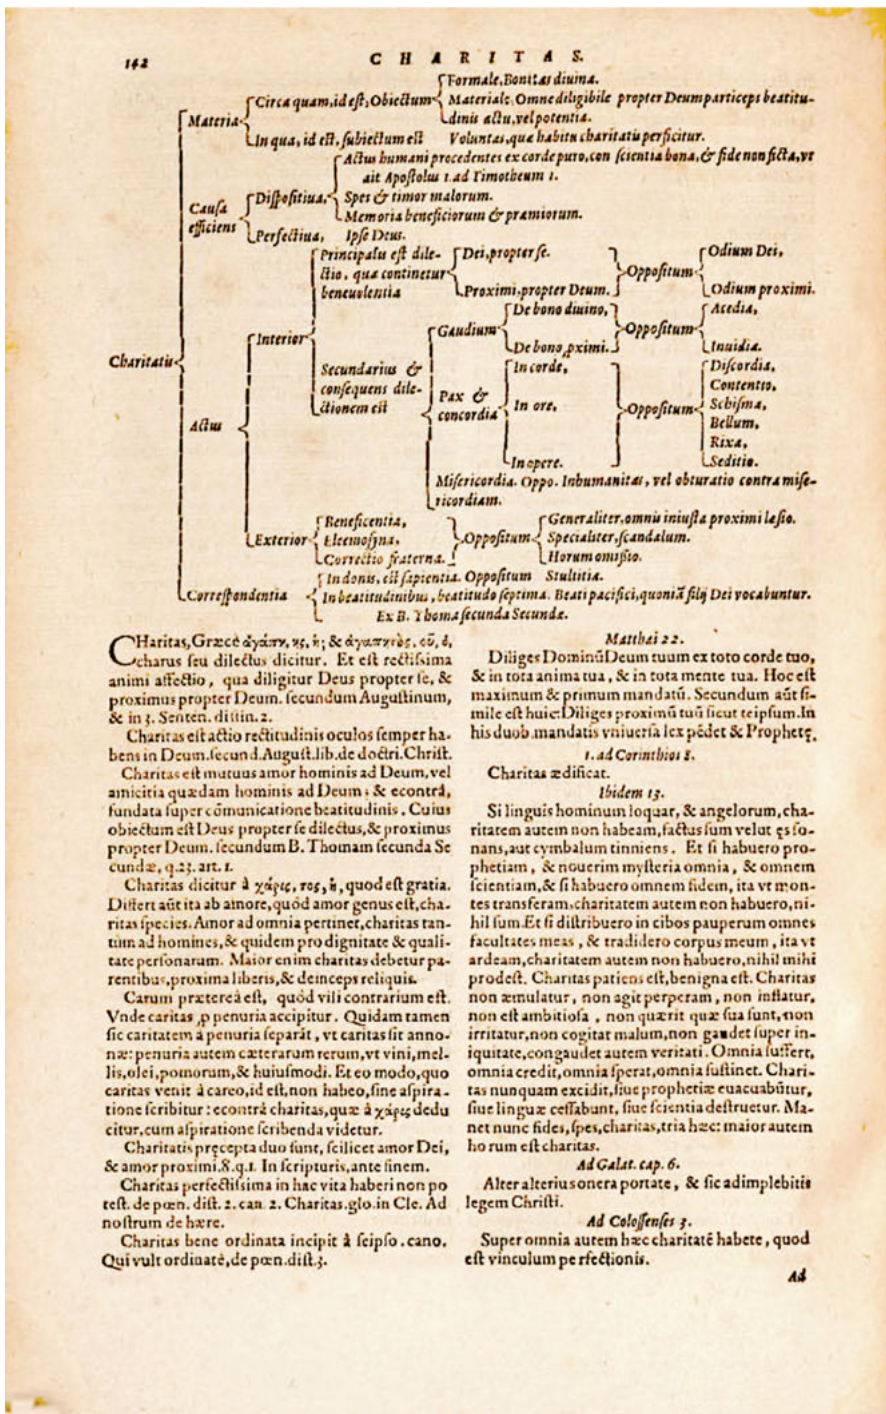 142
CHARITAS.
Formale, Bonitas diuina.
Materia
Circa quam, id eſt, Obiectum
Materiale, Omne diligibile propter Deum particeps beatitu-
dinis actu, vel potentia.
In qua, id eſt, ſubiectum eſt Voluntas, quæ habitu charitatis perficitur.
Actus humani procedentes ex corde puro, conſcientia bona, & fide non ficta, vt
ait Apoſtolus 1. ad Timotheum 1.
Cauſa
efficiens
Diſpoſitiua,
Spes & timor malorum.
Memoria beneficiorum & præmiorum.
Perfectiua, Ipſe Deus.
Principalis eſt dile-
ctio, quæ continetur
beneuolentia
Dei, propter ſe.
Proximi, propter Deum.
Oppoſitum
Odium Dei,
Odium proximi.
Charitatis
Interior
Secundarius &
conſequens dile-
ctionem eſt
Gaudium
De bono diuino,
De bono ꝓximi.
Oppoſitum
Acedia,
Inuidia.
Actus
Pax &
concordia
In corde,
In ore,
In opere.
Oppoſitum
Diſcordia,
Contentio,
Schiſma,
Bellum,
Rixa,
Seditio.
Miſericordia. Oppo. Inhumanitas, vel obturatio contra miſe-
ricordiam.
Exterior
Beneficentia,
Eleemoſyna,
Correctio fraterna.
Oppoſitum
Generaliter, omnis iniuſta proximi læſio.
Specialiter, ſcandalum.
Horum omiſſio.
Correſpondentia
In donis, eſt ſapientia. Oppoſitum Stultitia.
In beatitudinibus, beatitudo ſeptima. Beati pacifici, quoniā filij Dei vocabuntur.
Ex B. Thoma ſecunda Secundæ.
CHaritas, Græcè ἀγάπη, ης, ἡ; & ἀγαπητὸς, οῦ, ὁ,
charus ſeu dilectus dicitur. Et eſt rectiſsima
animi affectio, qua diligitur Deus propter ſe, &
proximus propter Deum. ſecundum Auguſtinum,
& in 3. Senten. diſtin. 2.
Charitas eſt actio rectitudinis oculos ſemper ha-
bens in Deum. ſecund. Auguſt. lib. de doctri. Chriſt.
Charitas eſt mutuus amor hominis ad Deum, vel
amicitia quædam hominis ad Deum: & econtrà,
fundata ſuper cōmunicatione beatitudinis. Cuius
obiectum eſt Deus propter ſe dilectus, & proximus
propter Deum. ſecundum B. Thomam ſecunda Se
cundæ, q. 23. art. 1.
Charitas dicitur à χάρις, τος, ἡ, quod eſt gratia.
Differt aūt ita ab amore, quòd amor genus eſt, cha-
ritas ſpecies. Amor ad omnia pertinet, charitas tan-
tùm ad homines, & quidem pro dignitate & quali-
tate perſonarum. Maior enim charitas debetur pa-
rentibus, proxima liberis, & deinceps reliquis.
Carum præterea eſt, quòd vili contrarium eſt.
Vnde caritas ꝓ penuria accipitur. Quidam tamen
ſic caritatem à penuria ſeparāt, vt caritas ſit anno-
næ: penuria autem cæterarum rerum, vt vini, mel-
lis, olei, pomorum, & huiuſmodi. Et eo modo, quo
caritas venit à careo, id eſt, non habeo, ſine aſpira-
tione ſcribitur: econtrà charitas, quæ à χάρις dedu
citur, cum aſpiratione ſcribenda videtur.
Charitatis pręcepta duo ſunt, ſcilicet amor Dei,
& amor proximi. 8. q. 1. In ſcripturis, ante finem.
Charitas perfectiſsima in hac vita haberi non po
teſt. de pœn. diſt. 2. can. 2. Charitas. glo. in Cle. Ad
noſtrum de hære.
Charitas bene ordinata incipit à ſeipſo. cano.
Qui vult ordinatè, de pœn. diſt. 3.
Matthæi 22.
Diliges Dominū Deum tuum ex toto corde tuo,
& in tota anima tua, & in tota mente tua. Hoc eſt
maximum & primum mandatū. Secundum aūt ſi-
mile eſt huic: Diliges proximū tuū ſicut teipſum. In
his duob. mandatis vniuerſa lex pēdet & Prophetę.
1. ad Corinthios 8.
Charitas ædificat.
Ibidem 13.
Si linguis hominum loquar, & angelorum, cha-
ritatem autem non habeam, factus ſum velut ęs ſo-
nans, aut cymbalum tinniens. Et ſi habuero pro-
phetiam, & nouerim myſteria omnia, & omnem
ſcientiam, & ſi habuero omnem fidem, ita vt mon-
tes transferam, charitatem autem non habuero, ni-
hil ſum. Et ſi diſtribuero in cibos pauperum omnes
facultates meas, & tradidero corpus meum, ita vt
ardeam, charitatem autem non habuero, nihil mihi
prodeſt. Charitas patiens eſt, benigna eſt. Charitas
non æmulatur, non agit perperam, non inflatur,
non eſt ambitioſa, non quærit quæ ſua ſunt, non
irritatur, non cogitat malum, non gaudet ſuper in-
iquitate, congaudet autem veritati. Omnia ſuffert,
omnia credit, omnia ſperat, omnia ſuſtinet. Chari-
tas nunquam excidit, ſiue prophetiæ euacuabūtur,
ſiue linguæ ceſſabunt, ſiue ſcientia deſtruetur. Ma-
net nunc fides, ſpes, charitas, tria hæc: maior autem
horum eſt charitas.
Ad Galat. cap. 6.
Alter alterius onera portate, & ſic adimplebitis
legem Chriſti.
Ad Coloſſenſes 3.
Super omnia autem hæc charitatē habete, quod
eſt vinculum perfectionis.
Ad